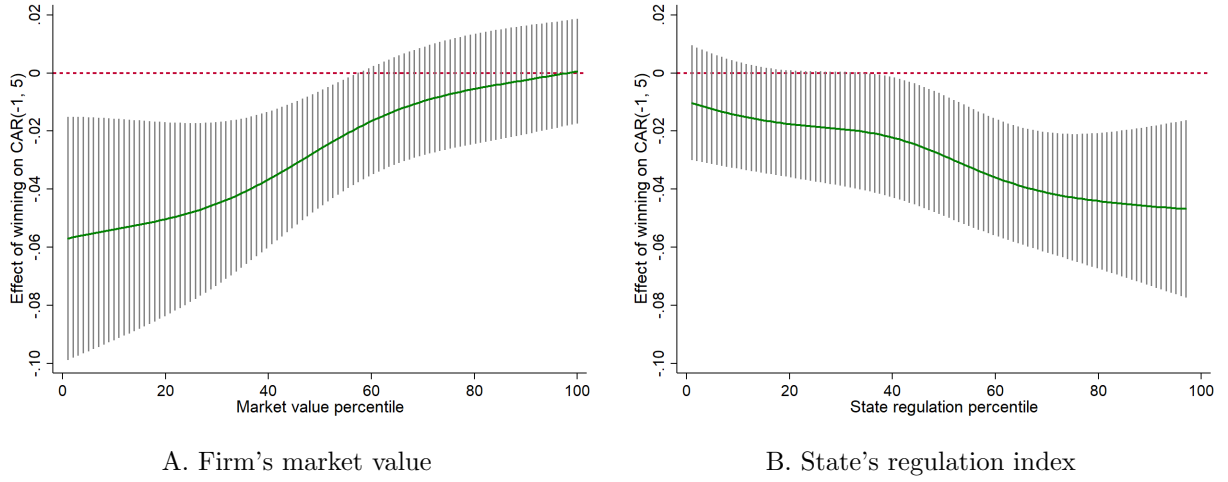 Effect of winning on CAR(-1, 5)
.02
0
-.02
-.04
-.06
-.08
-.10
0 20 40 60 80 100
Market value percentile
A. Firm's market value
Effect of winning on CAR(-1, 5)
.02
0
-.02
-.04
-.06
-.08
-.10
0 20 40 60 80 100
State regulation percentile
B. State's regulation index